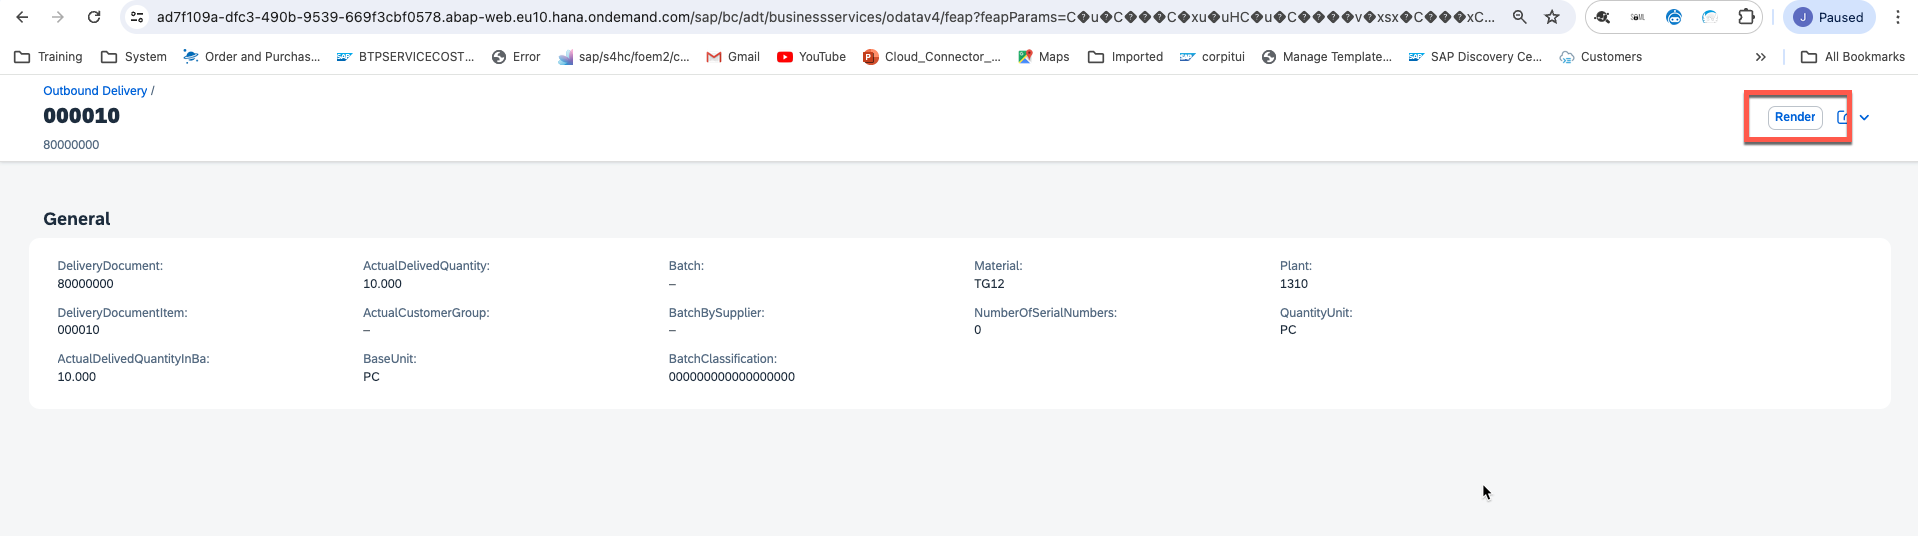 ad7f109a-dfc3-490b-9539-669f3cbf0578.abap-web.eu10.hana.ondemand.com/sap/bc/adt/businessservices/odatav4/feap?feapParams=C�u�C���C�xu�uHC�u�C����v�xsx�C���xC...
J Paused
Training System Order and Purchas... BTPSERVICECOST... Error sap/s4hc/foem2/c... Gmail YouTube Cloud_Connector_... Maps Imported corpitui Manage Template... SAP Discovery Ce... Customers » All Bookmarks
Outbound Delivery /
000010
Render
80000000
General
DeliveryDocument: ActualDelivedQuantity: Batch: Material: Plant:
80000000 10.000 – TG12 1310
DeliveryDocumentItem: ActualCustomerGroup: BatchBySupplier: NumberOfSerialNumbers: QuantityUnit:
000010 – – 0 PC
ActualDelivedQuantityInBa: BaseUnit: BatchClassification:
10.000 PC 000000000000000000